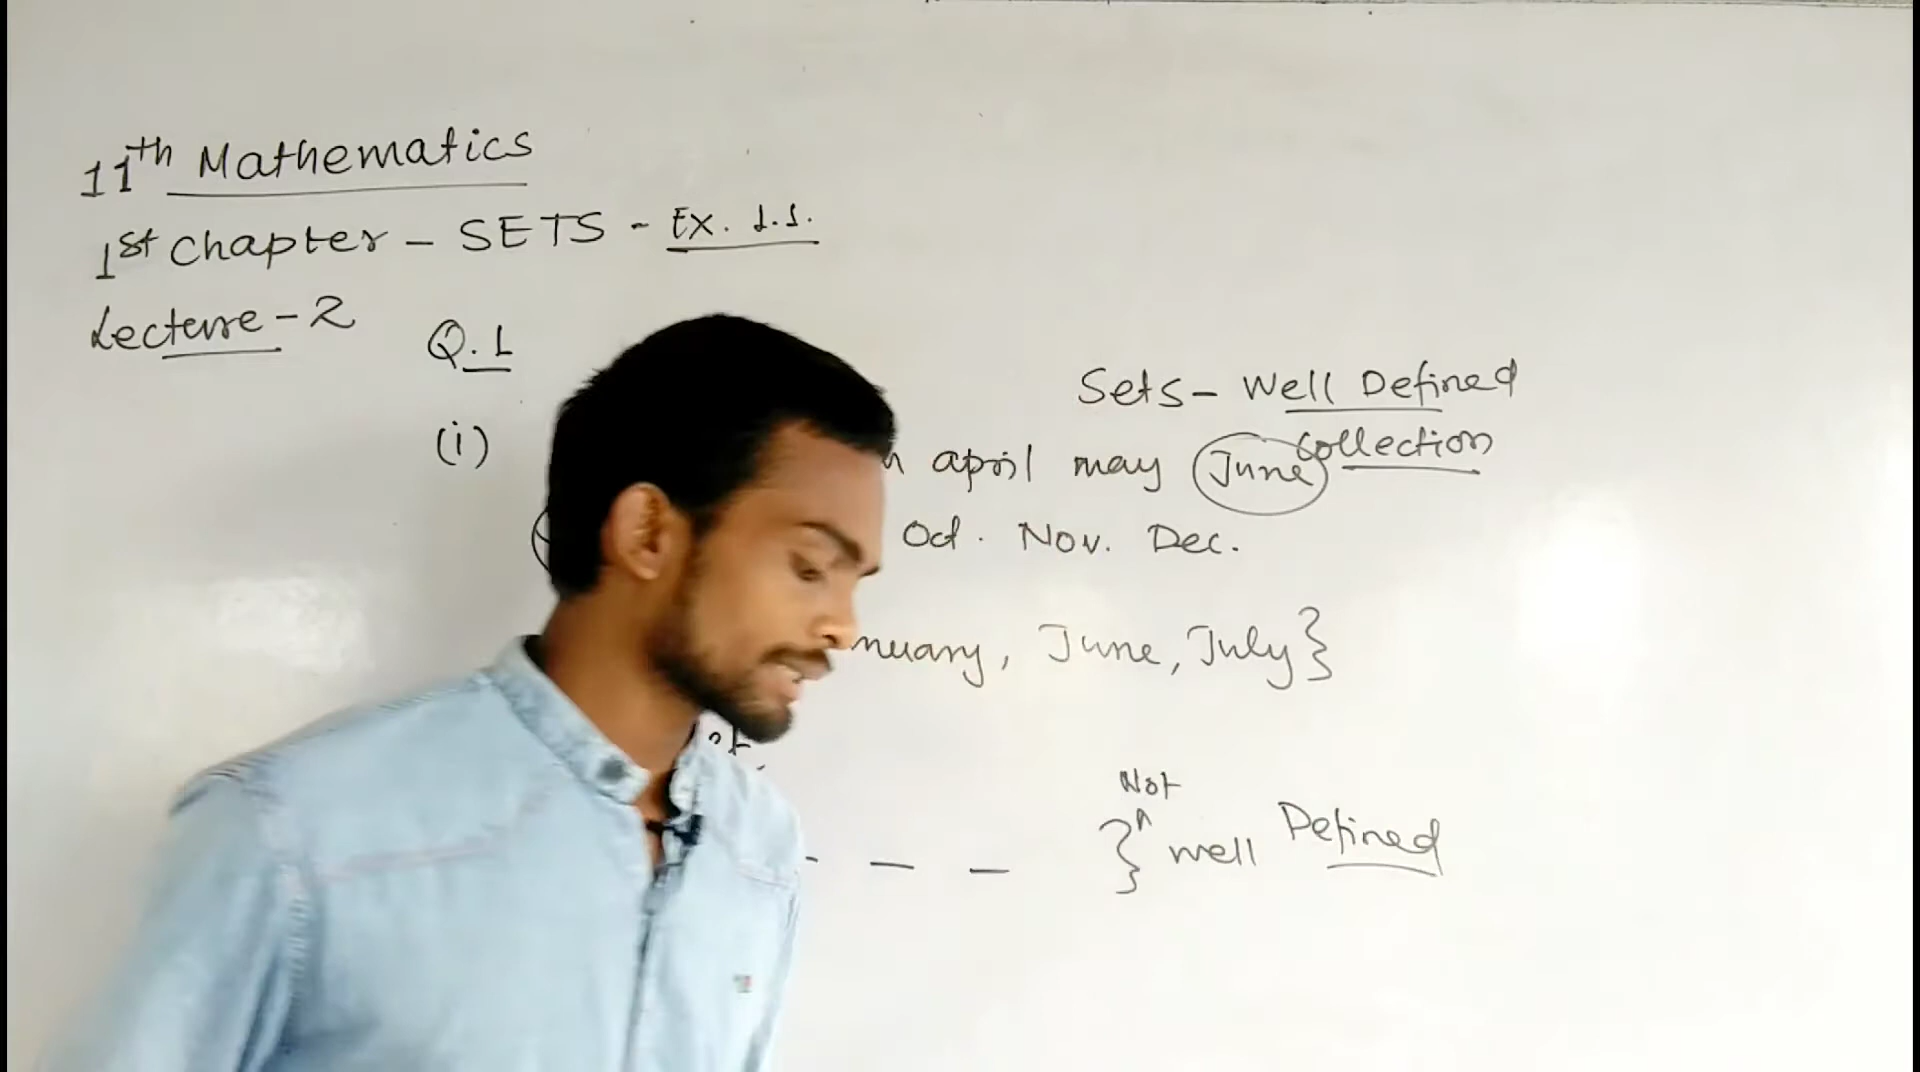 11th Mathematics
1st Chapter - SETS - Ex. 1.1.
Lecture - 2
Q. 1
Sets - Well Defined
Collection
(i)
april may June
Oct. Nov. Dec.
nuary, June, July}
Not
} ^ well Defined